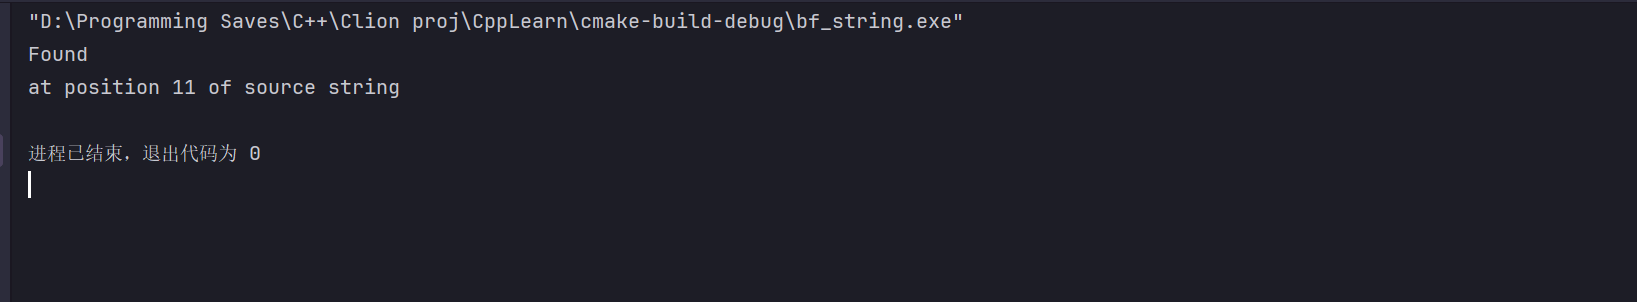 "D:\Programming Saves\C++\Clion proj\CppLearn\cmake-build-debug\bf_string.exe"
Found
at position 11 of source string
进程已结束，退出代码为 0